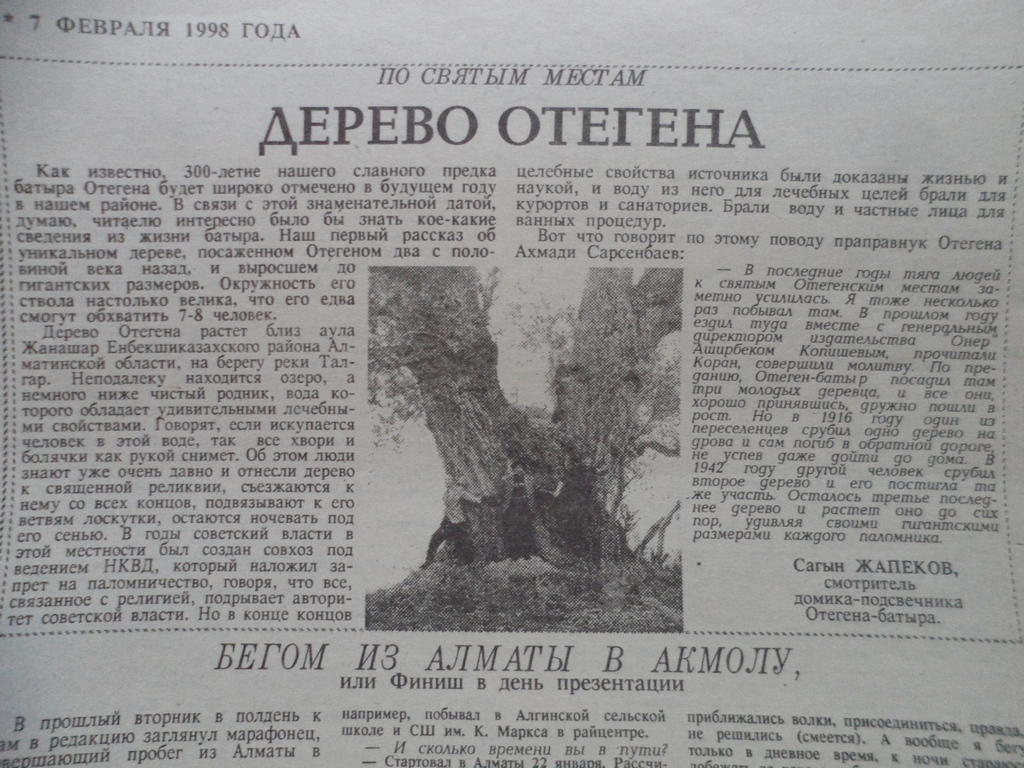 * 7 ФЕВРАЛЯ 1998 ГОДА
ПО СВЯТЫМ МЕСТАМ
ДЕРЕВО ОТЕГЕНА
Как известно, 300-летие нашего славного предка
батыра Отегена будет широко отмечено в будущем году
в нашем районе. В связи с этой знаменательной датой,
думаю, читаелю интересно было бы знать кое-какие
сведения из жизни батыра. Наш первый рассказ об
уникальном дереве, посаженном Отегеном два с поло-
виной века назад, и выросшем до
гигантских размеров. Окружность его
ствола настолько велика, что его едва
смогут обхватить 7-8 человек.
Дерево Отегена растет близ аула
Жанашар Енбекшиказахского района Ал-
матинской области, на берегу реки Тал-
гар. Неподалеку находится озеро, а
немного ниже чистый родник, вода ко-
торого обладает удивительными лечебны-
ми свойствами. Говорят, если искупается
человек в этой воде, так все хвори и
болячки как рукой снимет. Об этом люди
знают уже очень давно и отнесли дерево
к священной реликвии, съезжаются к
нему со всех концов, подвязывают к его
ветвям лоскутки, остаются ночевать под
его сенью. В годы советский власти в
этой местности был создан совхоз под
ведением НКВД, который наложил за-
прет на паломничество, говоря, что все,
связанное с религией, подрывает автори-
тет советской власти. Но в конце концов
целебные свойства источника были доказаны жизнью и
наукой, и воду из него для лечебных целей брали для
курортов и санаториев. Брали воду и частные лица для
ванных процедур.
Вот что говорит по этому поводу праправнук Отегена
Ахмади Сарсенбаев:
— В последние годы тяга людей
к святым Отегенским местам за-
метно усилилась. Я тоже несколько
раз побывал там. В прошлом году
ездил туда вместе с генеральным
директором издательства Онер
Аширбеком Копишевым, прочитали
Коран, совершили молитву. По пре-
данию, Отеген-батыр посадил там
три молодых деревца, и все они,
хорошо принявшись, дружно пошли в
рост. Но в 1916 году один из
переселенцев срубил одно дерево на
дрова и сам погиб в обратной дороге,
не успев даже дойти до дома. В
1942 году другой человек срубил
второе дерево и его постигла та
же участь. Осталось третье послед-
нее дерево и растет оно до сих
пор, удивляя своими гигантскими
размерами каждого паломника.
Сагын ЖАПЕКОВ,
смотритель
домика-подсвечника
Отегена-батыра.
БЕГОМ ИЗ АЛМАТЫ В АКМОЛУ,
или Финиш в день презентации
В прошлый вторник в полдень к
ам в редакцию заглянул марафонец,
вершающий пробег из Алматы в
например, побывал в Алгинской сельской
школе и СШ им. К. Маркса в райцентре.
— И сколько времени вы в пути?
— Стартовал в Алматы 22 января. Рассчи-
приближались волки, присоединиться, правда,
не решились (смеется). А вообще я бегу
только в дневное время, к ночи